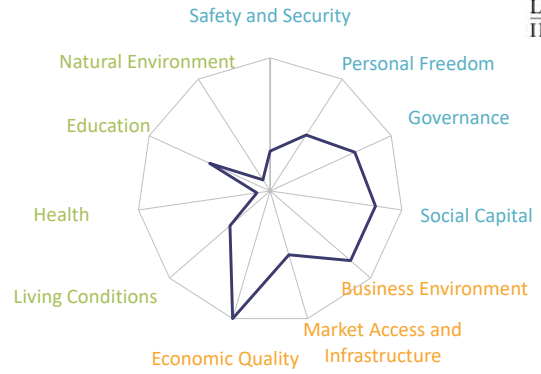 Safety and Security
Personal Freedom
Governance
Social Capital
Business Environment
Market Access and
Infrastructure
Economic Quality
Living Conditions
Health
Education
Natural Environment